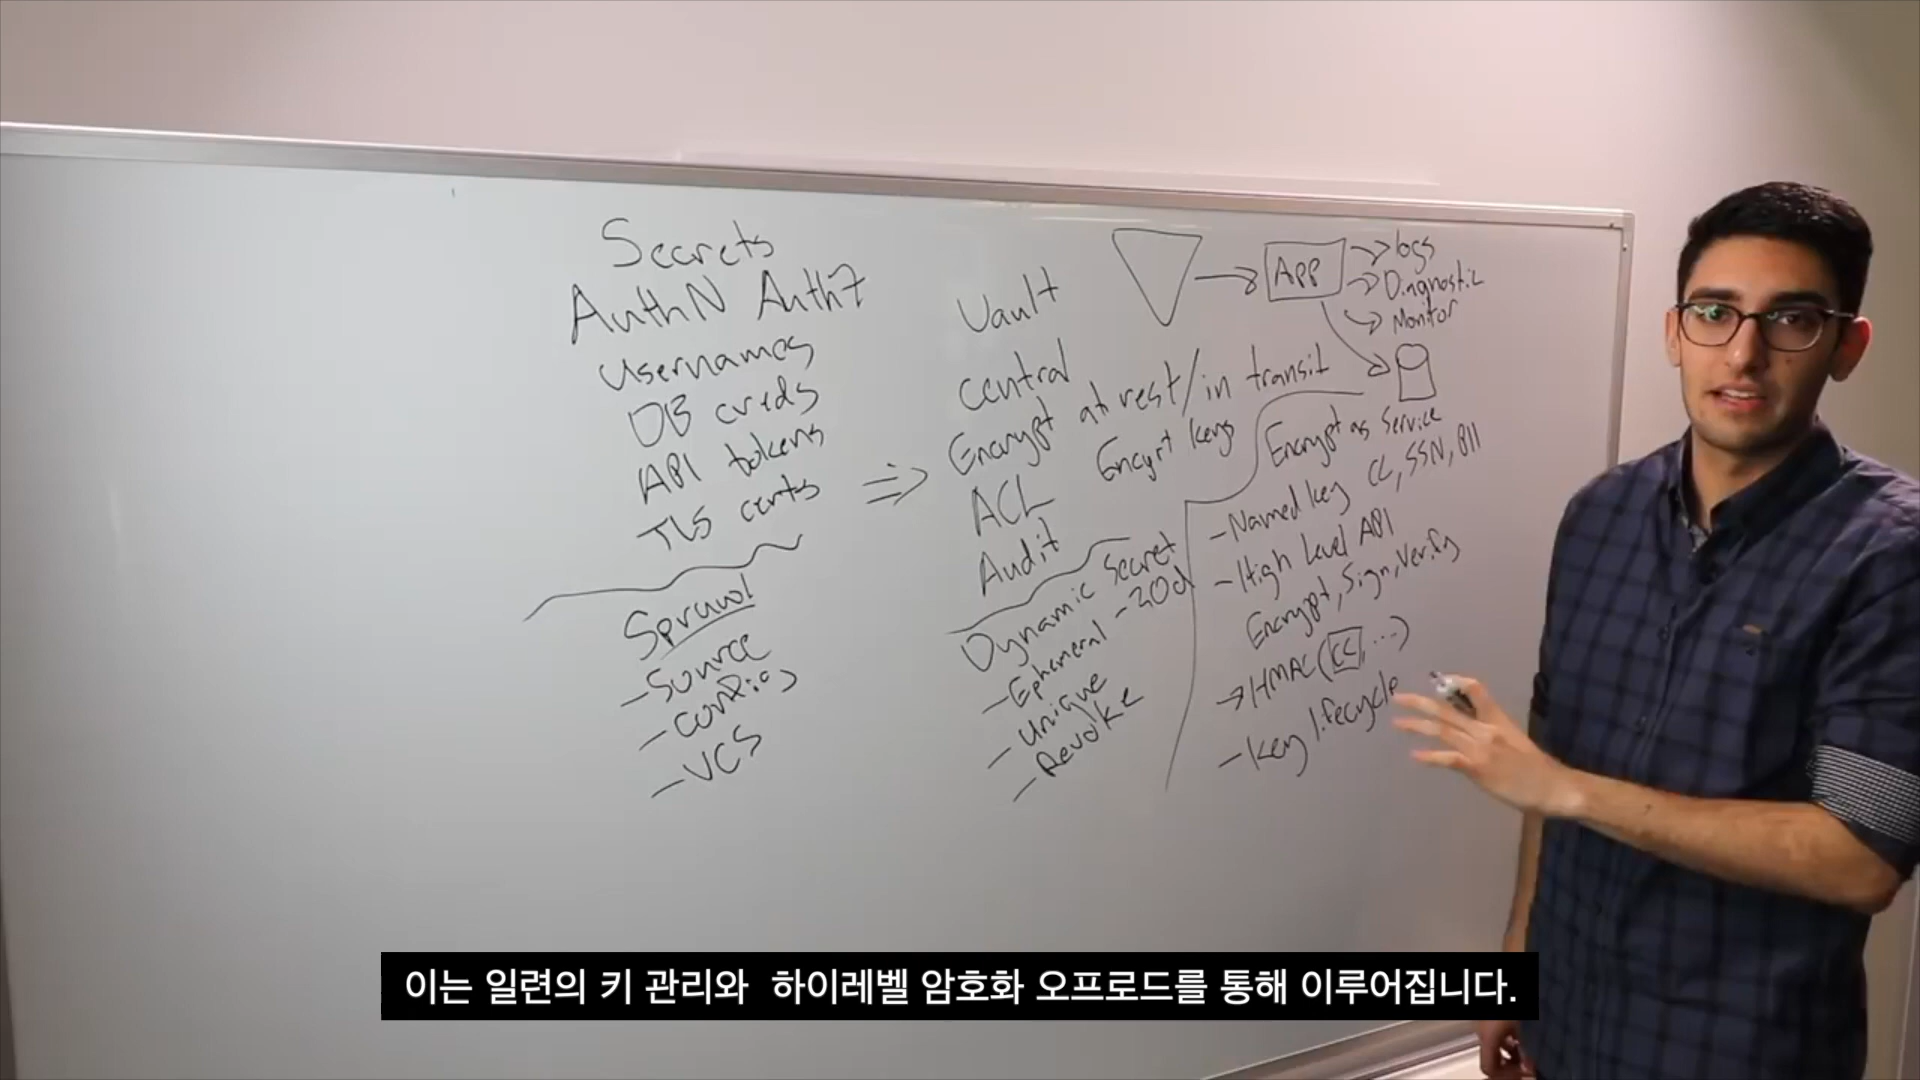 Secrets
AuthN AuthZ
Usernames
DB creds
API tokens
TLS certs
Sprawl
- Source
- config
- VCS
⇒
Vault
central
Encrypt at rest/in transit
Encrypt keys
ACL
Audit
Dynamic Secret
- Ephemeral - 30d
- Unique
- Revoke
→ App → logs
→ Diagnostic
→ Monitor
Encrypt as Service
- Named key CC, SSN, PII
- High Level API
Encrypt, Sign, Verify
→ HMAC (CC, ...)
- key lifecycle
이는 일련의 키 관리와 하이레벨 암호화 오프로드를 통해 이루어집니다.